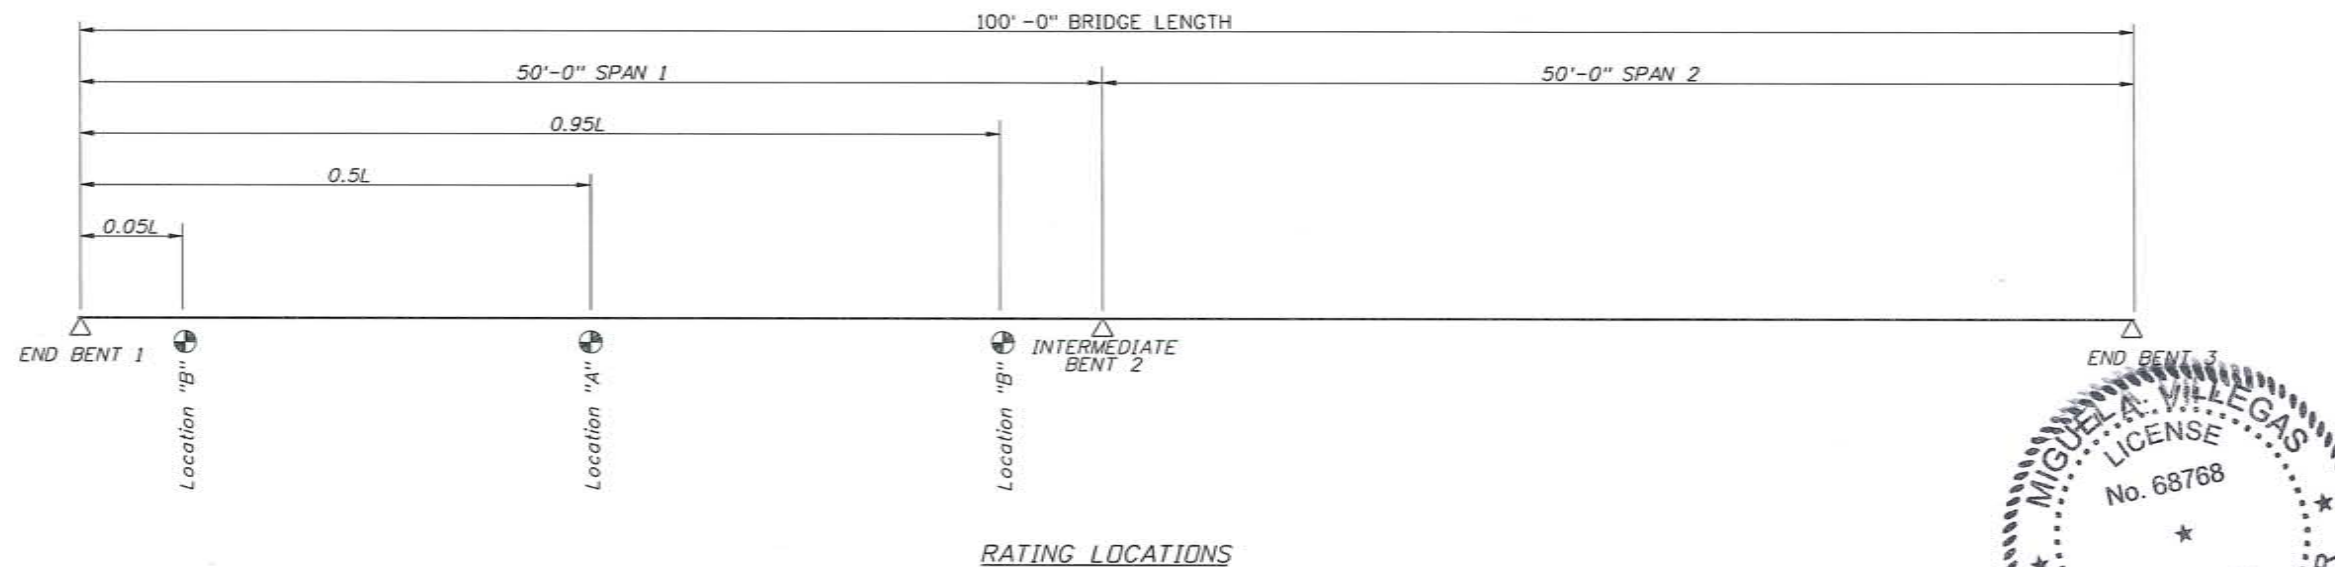 100'-0" BRIDGE LENGTH
50'-0" SPAN 1
50'-0" SPAN 2
0.95L
0.5L
0.05L
END BENT 1
Location "B"
Location "A"
Location "B"
INTERMEDIATE
BENT 2
END BENT 3
RATING LOCATIONS
MIGUEL A. VILLEGAS
LICENSE
No. 68768